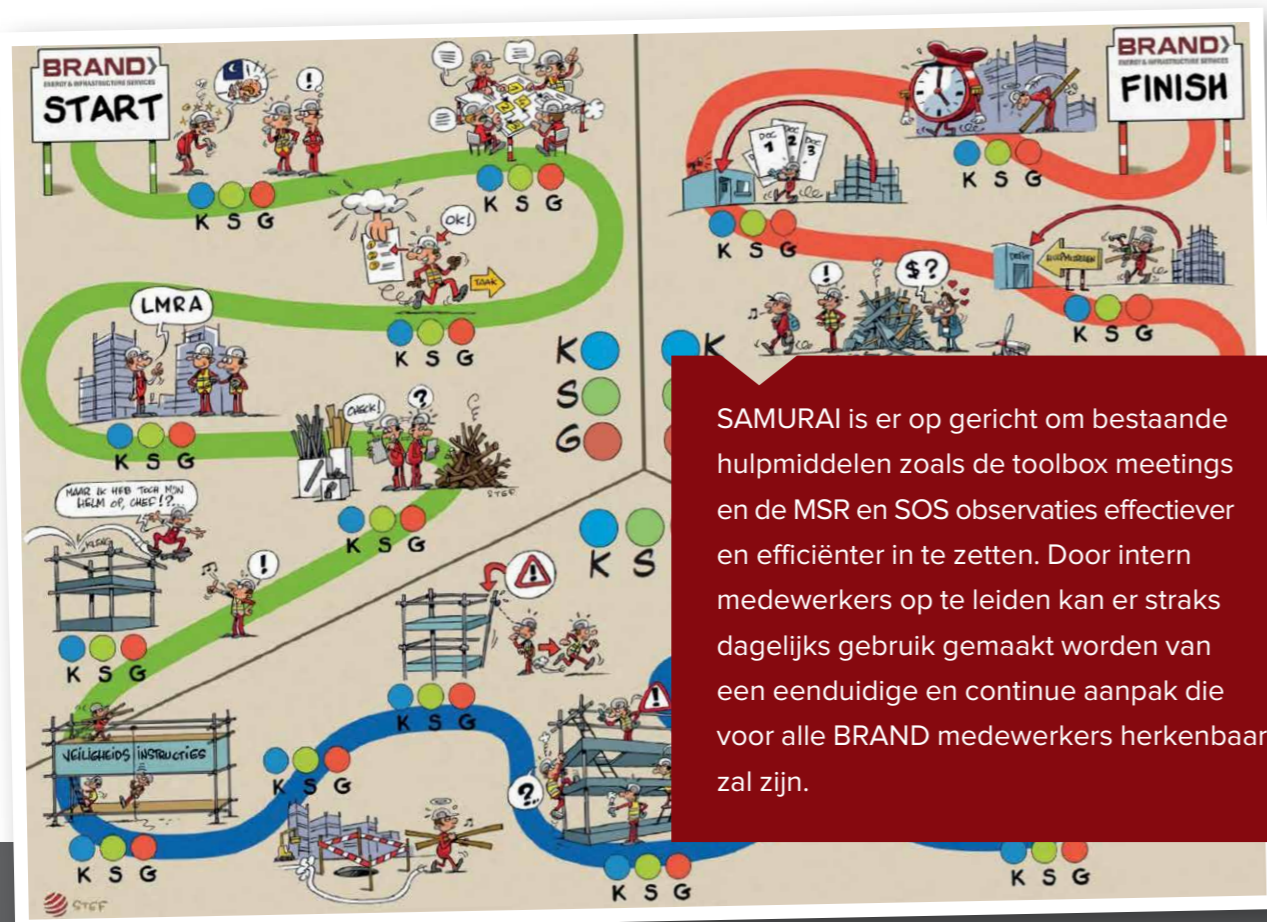 BRAND
ENERGY & INFRASTRUCTURE SERVICES
START
!
K S G
K S G
OK!
TAAK
K S G
LMRA
K S G
CHECK!
?
STEF
K S G
MAAR IK HEB TOCH MIJN
HELM OP, CHEF!?..
KLENG
!
K S G
VEILIGHEIDS INSTRUCTIES
K S G
K S G
K S G
!
?
!
K S G
K S G
STEF
K
S
G
K
K S
BRAND
ENERGY & INFRASTRUCTURE SERVICES
FINISH
K S G
DOC 1
DOC 2
DOC 3
K S G
K S G
!
$?
SAMURAI is er op gericht om bestaande
hulpmiddelen zoals de toolbox meetings
en de MSR en SOS observaties effectiever
en efficiënter in te zetten. Door intern
medewerkers op te leiden kan er straks
dagelijks gebruik gemaakt worden van
een eenduidige en continue aanpak die
voor alle BRAND medewerkers herkenbaar
zal zijn.